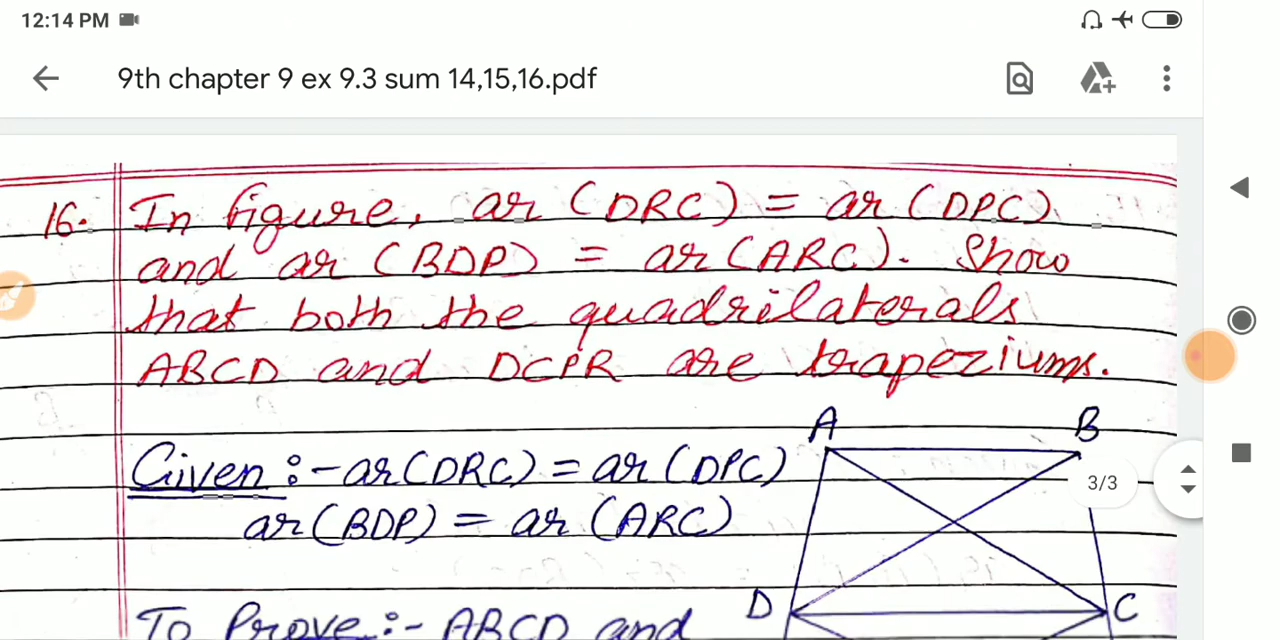 12:14 PM
9th chapter 9 ex 9.3 sum 14,15,16.pdf
16. In figure, ar (DRC) = ar (DPC)
and ar (BDP) = ar (ARC). Show
that both the quadrilaterals
ABCD and DCPR are trapeziums.
A
B
Given :- ar (DRC) = ar (DPC)
3/3
ar (BDP) = ar (ARC)
D
C
To Prove :- ABCD and